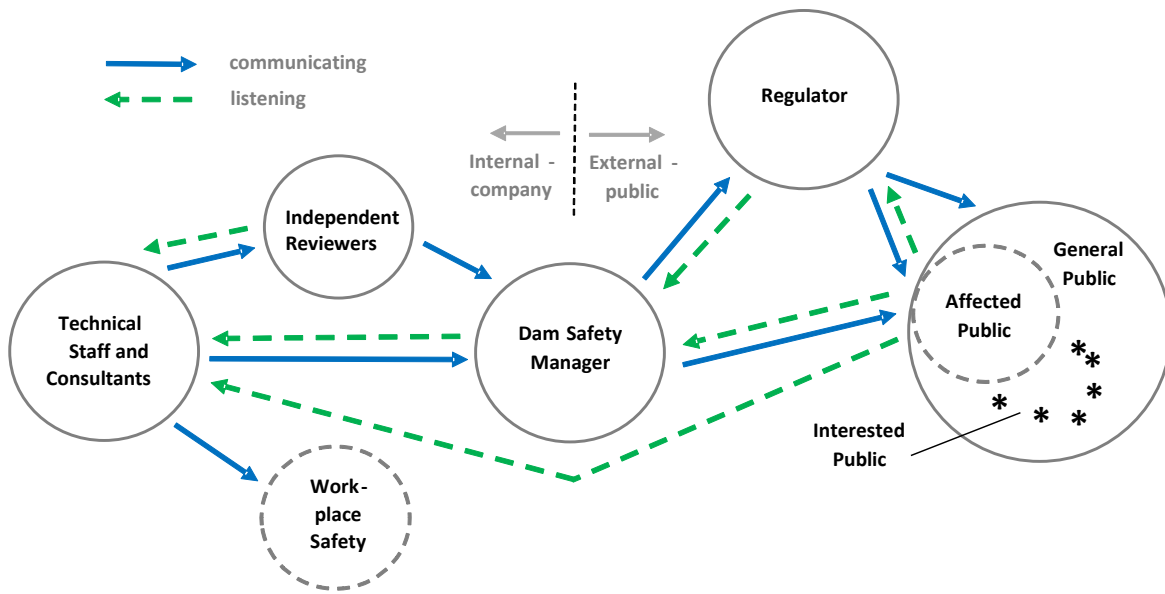 communicating
listening
Regulator
Internal -
company
External -
public
Independent
Reviewers
General
Public
Affected
Public
Technical
Staff and
Consultants
Dam Safety
Manager
* * * * * *
Interested
Public
Work-
place
Safety